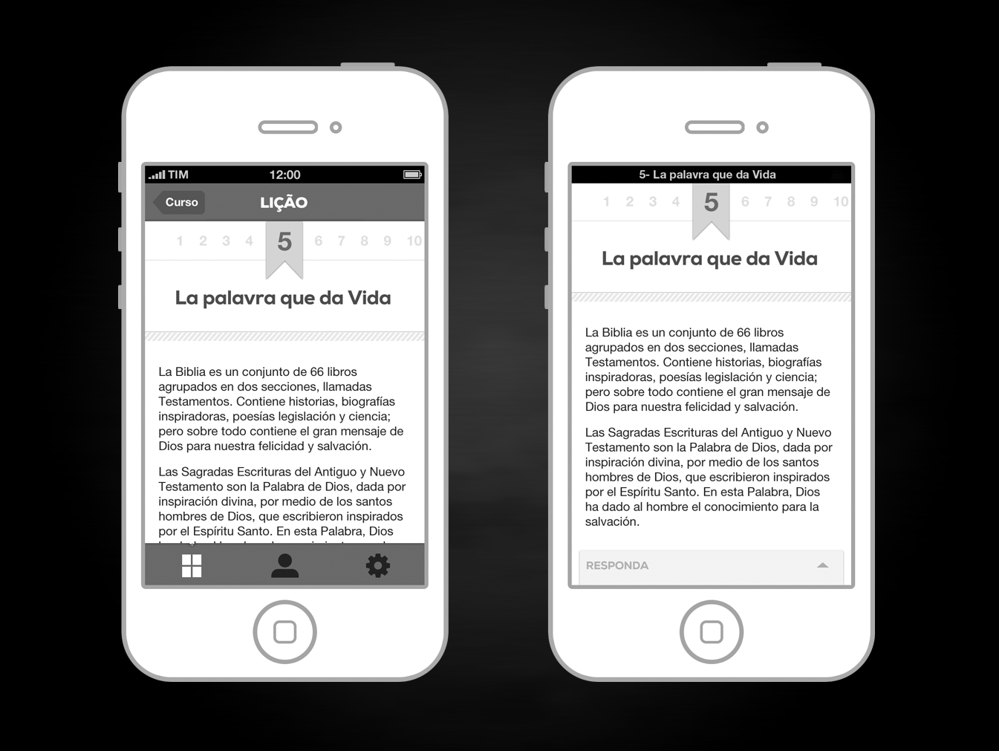 TIM 12:00
Curso LIÇÃO
1 2 3 4 5 6 7 8 9 10
La palavra que da Vida
La Biblia es un conjunto de 66 libros
agrupados en dos secciones, llamadas
Testamentos. Contiene historias, biografías
inspiradoras, poesías legislación y ciencia;
pero sobre todo contiene el gran mensaje de
Dios para nuestra felicidad y salvación.
Las Sagradas Escrituras del Antiguo y Nuevo
Testamento son la Palabra de Dios, dada por
inspiración divina, por medio de los santos
hombres de Dios, que escribieron inspirados
por el Espíritu Santo. En esta Palabra, Dios
5- La palavra que da Vida
1 2 3 4 5 6 7 8 9 10
La palavra que da Vida
La Biblia es un conjunto de 66 libros
agrupados en dos secciones, llamadas
Testamentos. Contiene historias, biografías
inspiradoras, poesías legislación y ciencia;
pero sobre todo contiene el gran mensaje de
Dios para nuestra felicidad y salvación.
Las Sagradas Escrituras del Antiguo y Nuevo
Testamento son la Palabra de Dios, dada por
inspiración divina, por medio de los santos
hombres de Dios, que escribieron inspirados
por el Espíritu Santo. En esta Palabra, Dios
ha dado al hombre el conocimiento para la
salvación.
RESPONDA